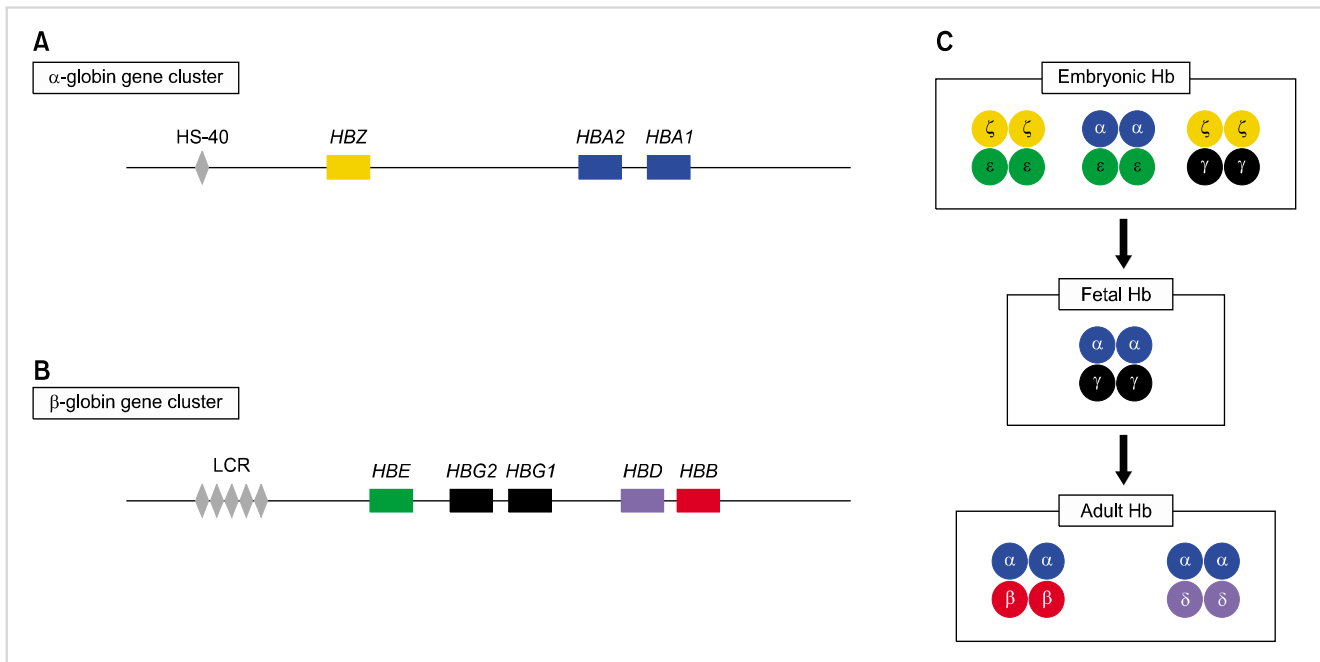 A
α-globin gene cluster
HS-40
HBZ
HBA2
HBA1
B
β-globin gene cluster
LCR
HBE
HBG2
HBG1
HBD
HBB
C
Embryonic Hb
ζ ζ α α ζ ζ
ε ε ε ε γ γ
Fetal Hb
α α
γ γ
Adult Hb
α α α α
β β δ δ